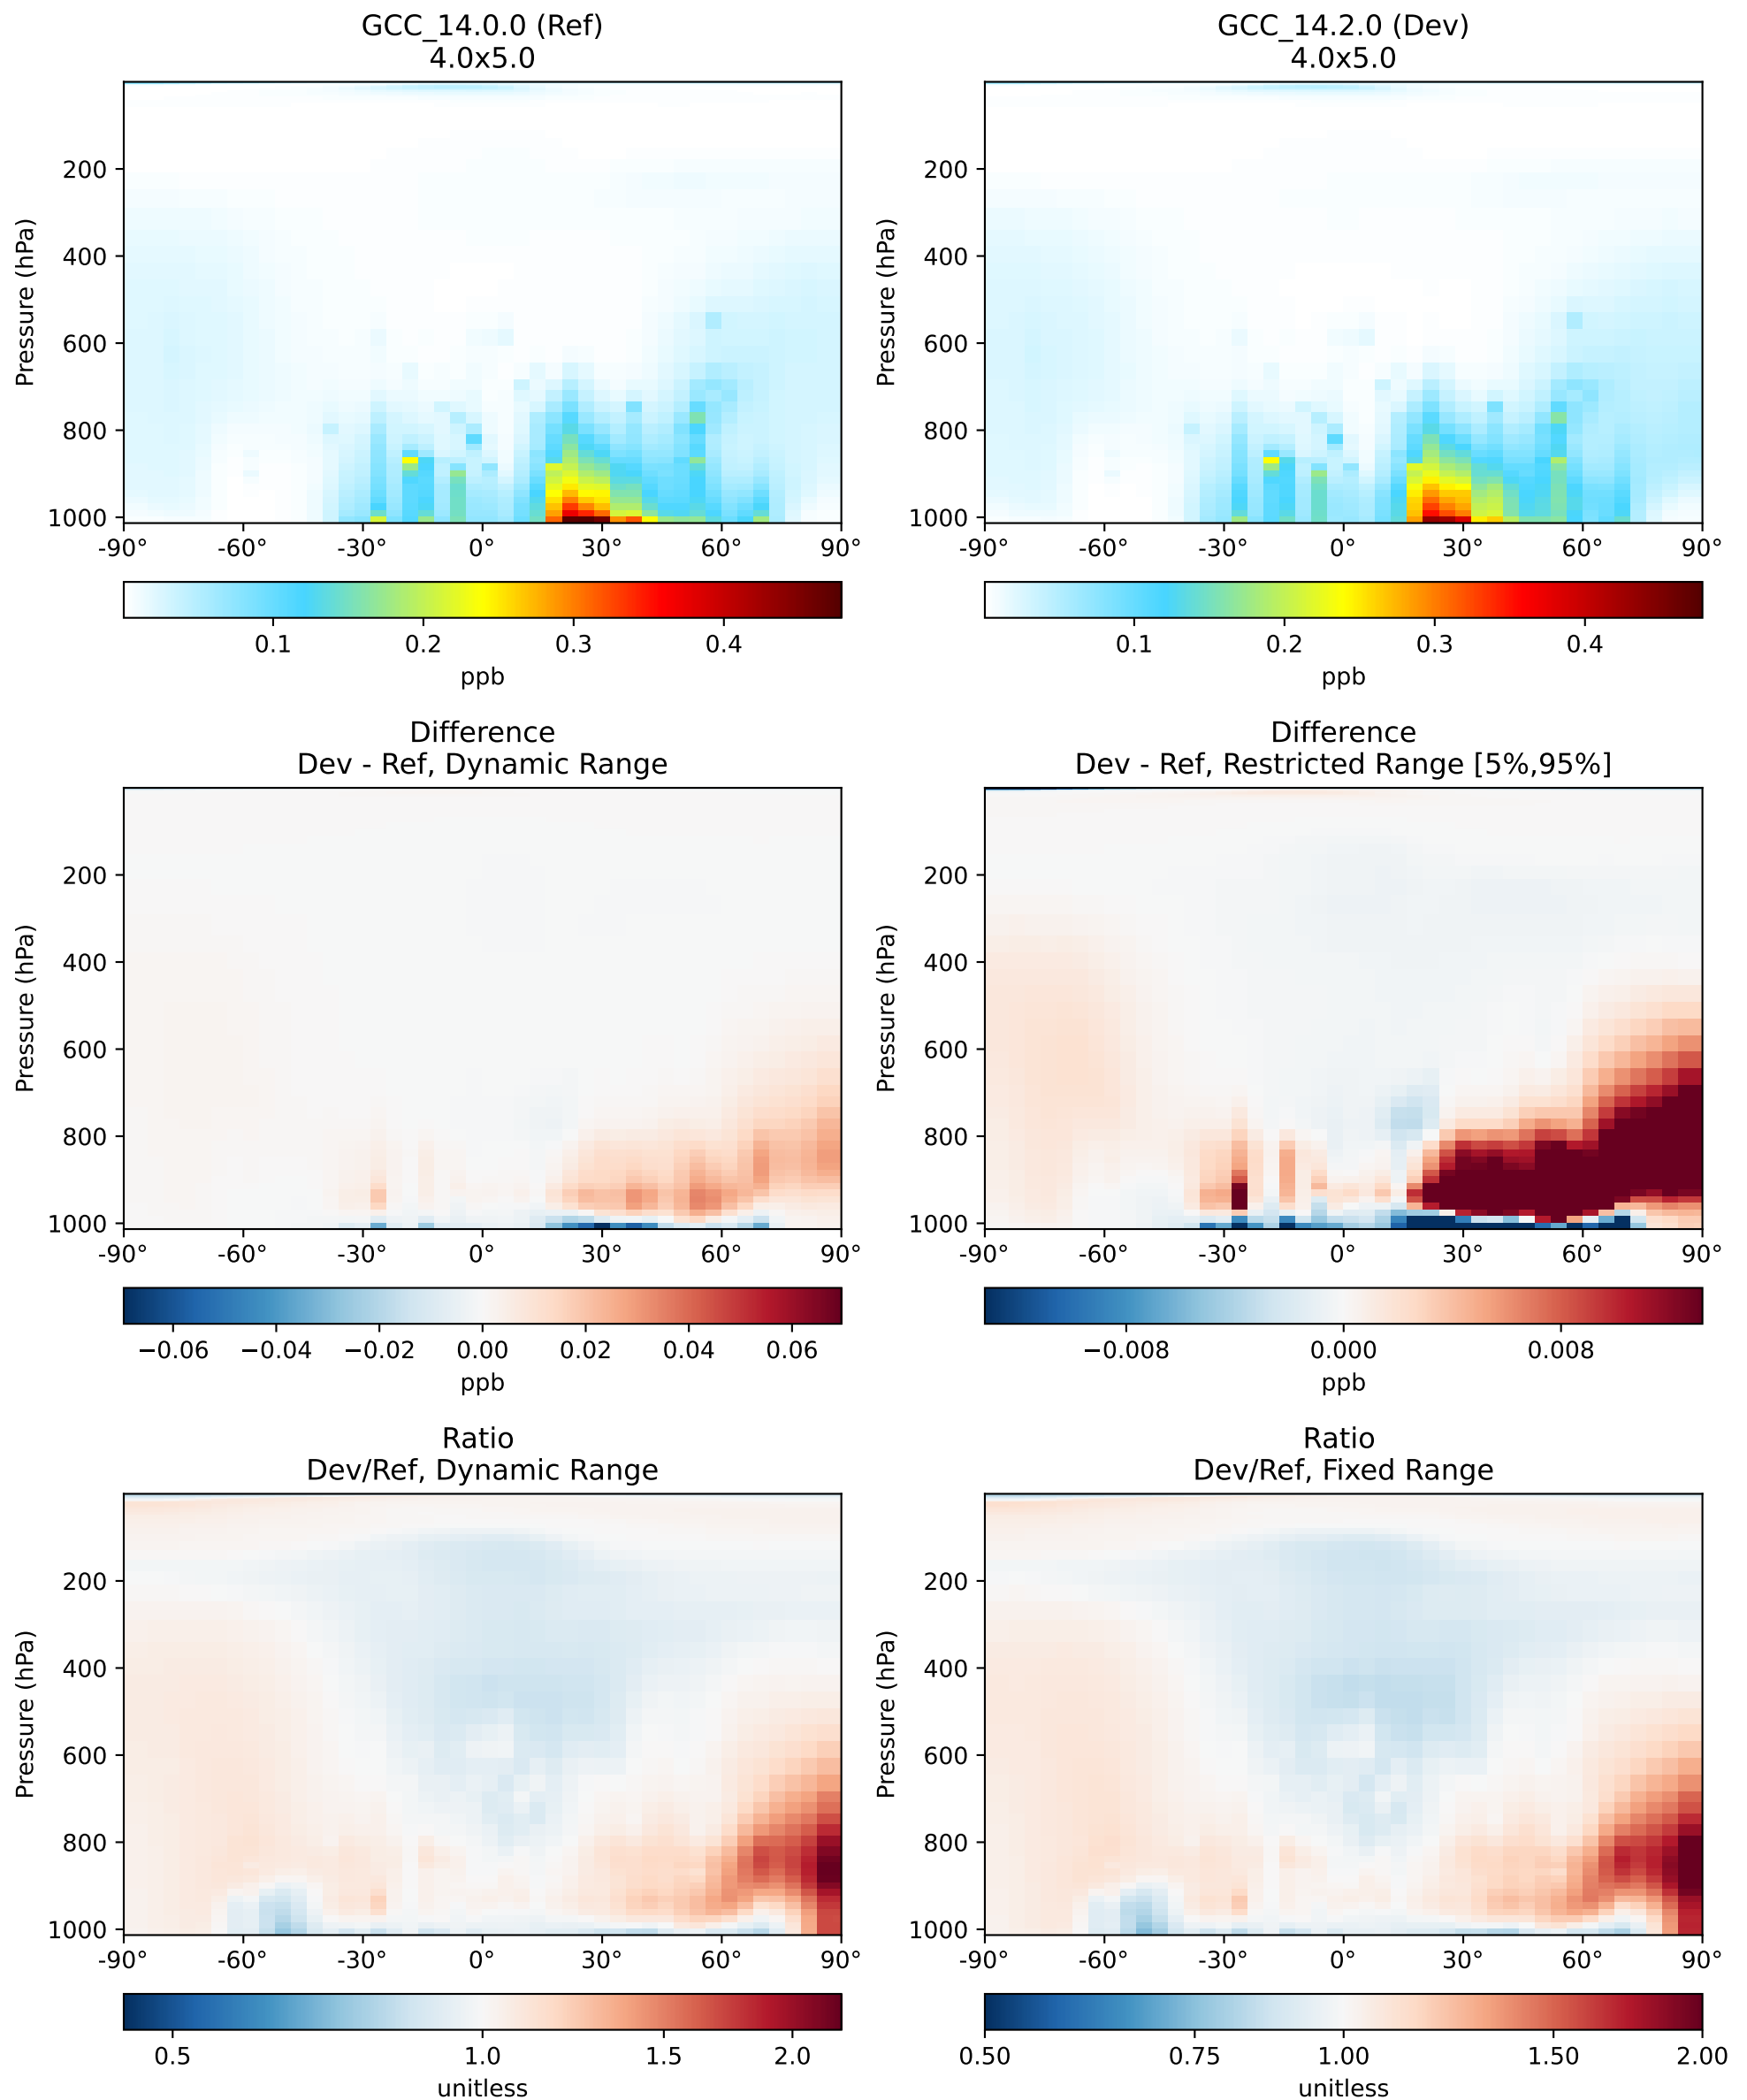 GCC_14.0.0 (Ref)
4.0x5.0
Pressure (hPa)
200
400
600
800
1000
-90° -60° -30° 0° 30° 60° 90°
0.1 0.2 0.3 0.4
ppb
GCC_14.2.0 (Dev)
4.0x5.0
Pressure (hPa)
200
400
600
800
1000
-90° -60° -30° 0° 30° 60° 90°
0.1 0.2 0.3 0.4
ppb
Difference
Dev - Ref, Dynamic Range
Pressure (hPa)
200
400
600
800
1000
-90° -60° -30° 0° 30° 60° 90°
−0.06 −0.04 −0.02 0.00 0.02 0.04 0.06
ppb
Difference
Dev - Ref, Restricted Range [5%,95%]
Pressure (hPa)
200
400
600
800
1000
-90° -60° -30° 0° 30° 60° 90°
−0.008 0.000 0.008
ppb
Ratio
Dev/Ref, Dynamic Range
Pressure (hPa)
200
400
600
800
1000
-90° -60° -30° 0° 30° 60° 90°
0.5 1.0 1.5 2.0
unitless
Ratio
Dev/Ref, Fixed Range
Pressure (hPa)
200
400
600
800
1000
-90° -60° -30° 0° 30° 60° 90°
0.50 0.75 1.00 1.50 2.00
unitless